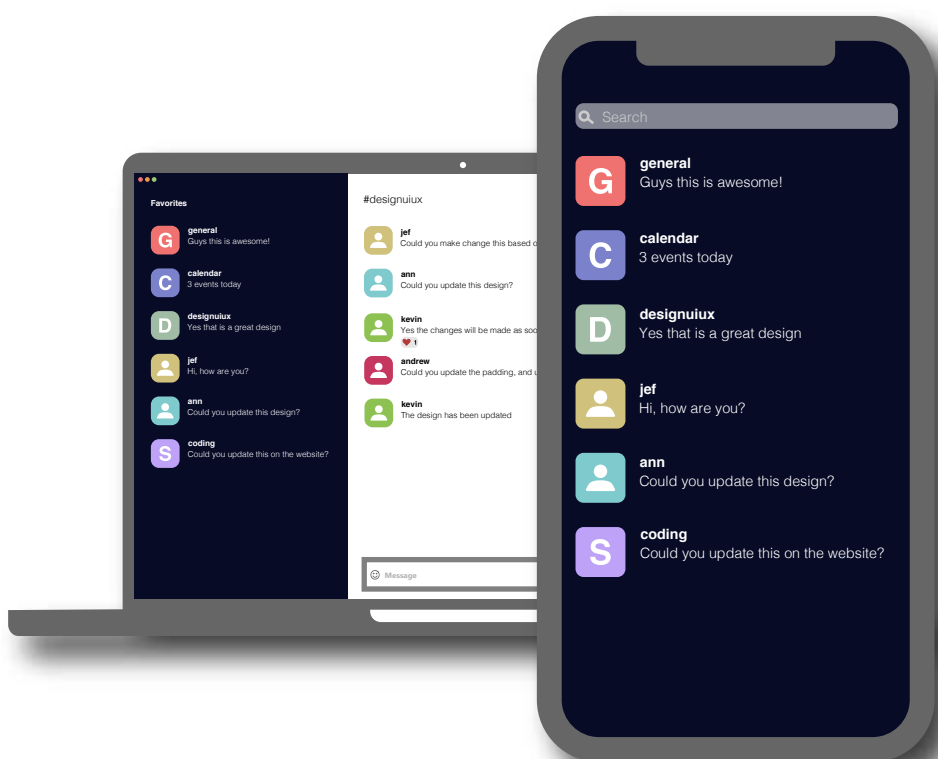 Favorites
G
general
Guys this is awesome!
C
calendar
3 events today
D
designuiux
Yes that is a great design
jef
Hi, how are you?
ann
Could you update this design?
S
coding
Could you update this on the website?
#designuiux
jef
Could you make change this based
ann
Could you update this design?
kevin
Yes the changes will be made as
1
andrew
Could you update the padding, and
kevin
The design has been updated
Message
Search
G
general
Guys this is awesome!
C
calendar
3 events today
D
designuiux
Yes that is a great design
jef
Hi, how are you?
ann
Could you update this design?
S
coding
Could you update this on the website?